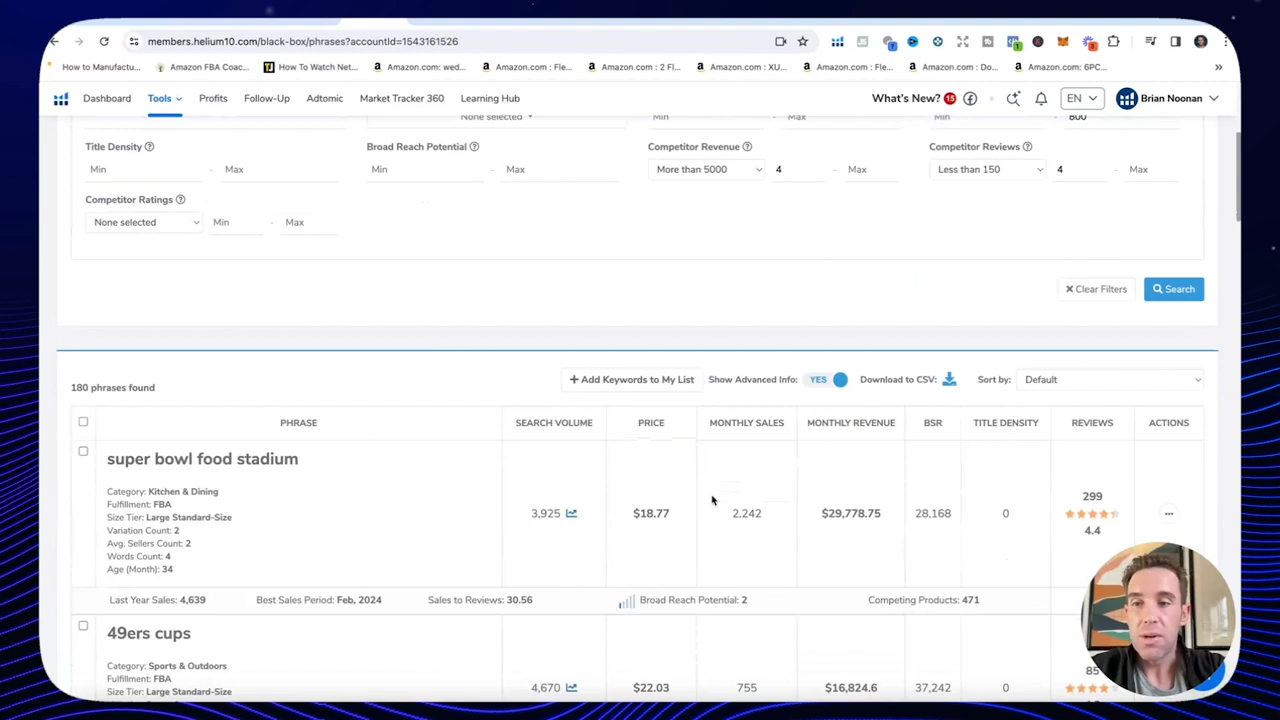 members.helium10.com/black-box/phrases?accountId=1543161526
How to Manufactu... Amazon FBA Coac... How To Watch Net... Amazon.com: wed... Amazon.com : Fle... Amazon.com : 2 Fl... Amazon.com : XU... Amazon.com : Fle... Amazon.com : Do... Amazon.com: 6PC... »
Dashboard Tools Profits Follow-Up Adtomic Market Tracker 360 Learning Hub What's New? 15 EN Brian Noonan
None selected Min - Max Min - 800
Title Density Broad Reach Potential Competitor Revenue Competitor Reviews
Min - Max Min - Max More than 5000 4 - Max Less than 150 4 - Max
Competitor Ratings
None selected Min - Max
Clear Filters Search
180 phrases found + Add Keywords to My List Show Advanced Info: YES Download to CSV: Sort by: Default
PHRASE SEARCH VOLUME PRICE MONTHLY SALES MONTHLY REVENUE BSR TITLE DENSITY REVIEWS ACTIONS
super bowl food stadium
Category: Kitchen & Dining
Fulfillment: FBA
Size Tier: Large Standard-Size
Variation Count: 2
Avg. Sellers Count: 2
Words Count: 4
Age (Month): 34
3,925 $18.77 2,242 $29,778.75 28,168 0 299
4.4
Last Year Sales: 4,639 Best Sales Period: Feb, 2024 Sales to Reviews: 30.56 Broad Reach Potential: 2 Competing Products: 471
49ers cups
Category: Sports & Outdoors
Fulfillment: FBA
Size Tier: Large Standard-Size
4,670 $22.03 755 $16,824.6 37,242 0 85